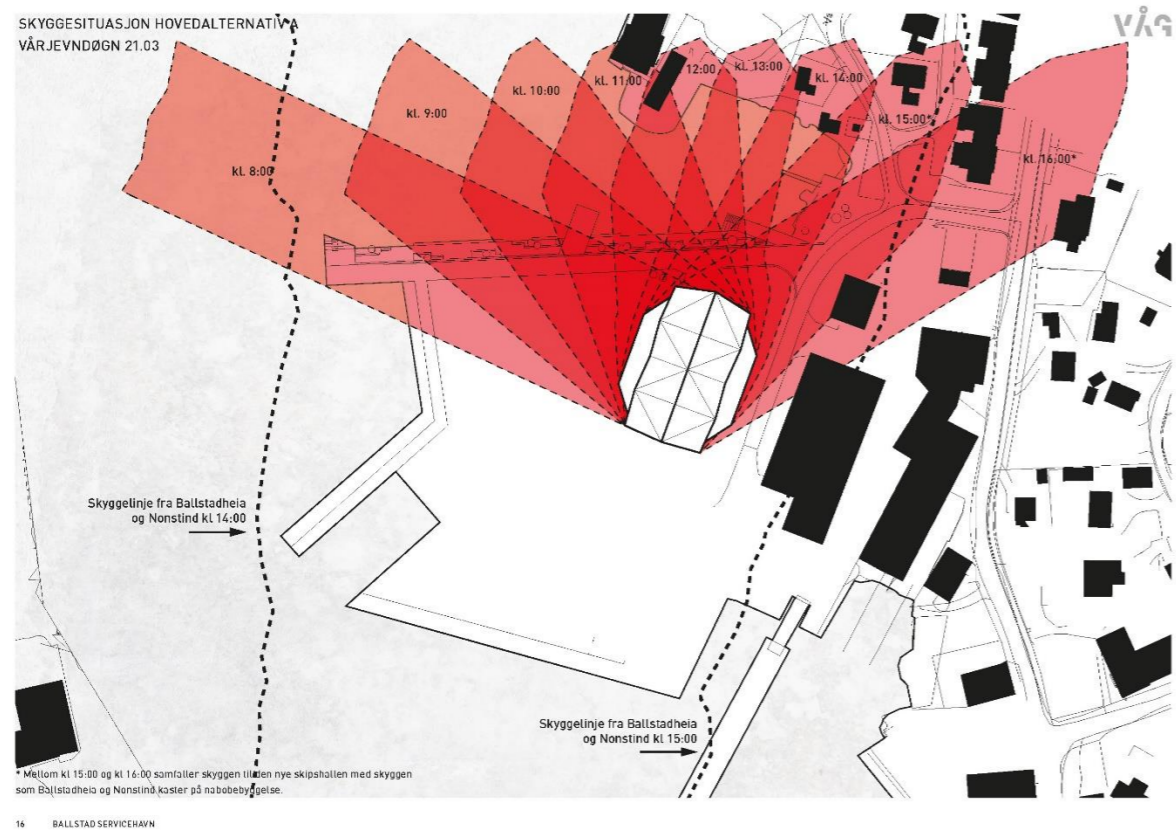 SKYGGESITUASJON HOVEDALTERNATIV A
VÅRJEVNDØGN 21.03
VÅG
kl. 8:00
kl. 9:00
kl. 10:00
kl. 11:00
12:00
kl. 13:00
kl. 14:00
kl. 15:00*
kl. 16:00*
Skyggelinje fra Ballstadheia
og Nonstind kl 14:00
Skyggelinje fra Ballstadheia
og Nonstind kl 15:00
* Mellom kl 15:00 og kl 16:00 samfaller skyggen til den nye skipshallen med skyggen
som Ballstadheia og Nonstind kaster på nabobebyggelse.
16 BALLSTAD SERVICEHAVN